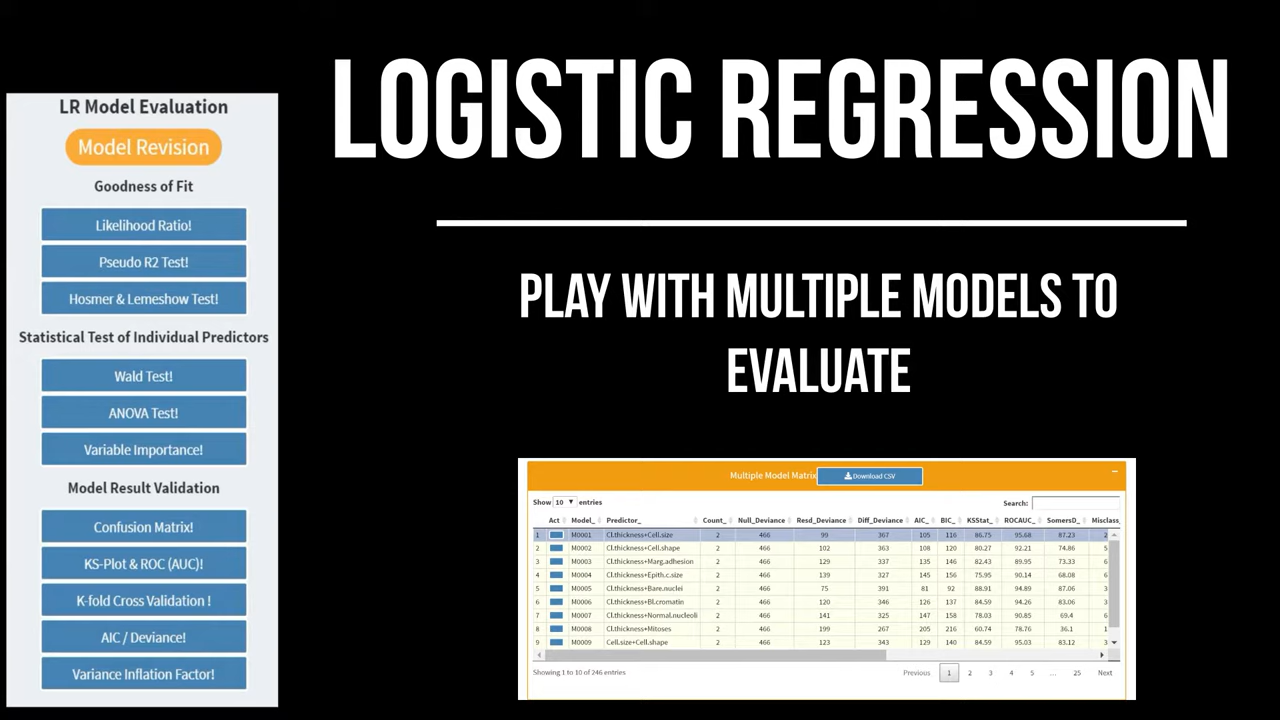 LOGISTIC REGRESSION
PLAY WITH MULTIPLE MODELS TO
EVALUATE
LR Model Evaluation
Model Revision
Goodness of Fit
Likelihood Ratio!
Pseudo R2 Test!
Hosmer & Lemeshow Test!
Statistical Test of Individual Predictors
Wald Test!
ANOVA Test!
Variable Importance!
Model Result Validation
Confusion Matrix!
KS-Plot & ROC (AUC)!
K-fold Cross Validation !
AIC / Deviance!
Variance Inflation Factor!
Multiple Model Matrix Download CSV
Show 10 entries Search:
Act Model_ Predictor_ Count_ Null_Deviance Resd_Deviance Diff_Deviance AIC_ BIC_ KSStat_ ROCAUC_ SomersD_ Misclass_
1 M0001 Cl.thickness+Cell.size 2 466 99 367 105 116 86.75 95.68 87.23 2
2 M0002 Cl.thickness+Cell.shape 2 466 102 363 108 120 80.27 92.21 74.86 5
3 M0003 Cl.thickness+Marg.adhesion 2 466 129 337 135 146 82.43 89.95 73.33 6
4 M0004 Cl.thickness+Epith.c.size 2 466 139 327 145 156 75.95 90.14 68.08 6
5 M0005 Cl.thickness+Bare.nuclei 2 466 75 391 81 92 88.91 94.89 87.06 3
6 M0006 Cl.thickness+Bl.cromatin 2 466 120 346 126 137 84.59 94.26 83.06 3
7 M0007 Cl.thickness+Normal.nucleoli 2 466 141 325 147 158 78.03 90.85 69.4 6
8 M0008 Cl.thickness+Mitoses 2 466 199 267 205 216 60.74 78.76 36.1 1
9 M0009 Cell.size+Cell.shape 2 466 123 343 129 140 84.59 95.03 83.12 3
Showing 1 to 10 of 246 entries Previous 1 2 3 4 5 ... 25 Next